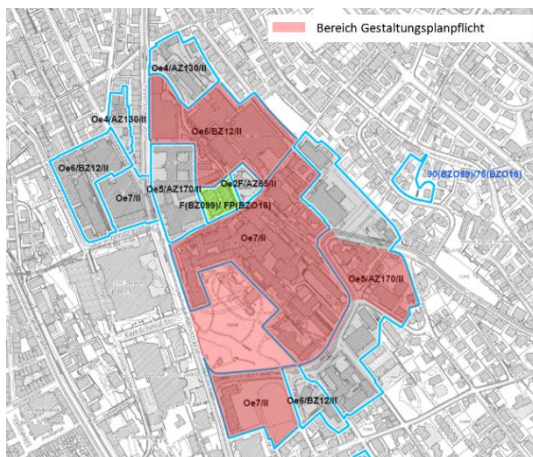 Bereich Gestaltungsplanpflicht
Oe4/AZ130/II
Oe4/AZ130/II
Oe6/BZ12/II
Oe6/BZ12/II
Oe7/II
Oe5/AZ170/II
Oe2F/AZ65/II
F(BZO99)/ FP(BZO16)
90(BZO99)/75(BZO16)
Oe7/II
Oe5/AZ170/II
Oe7/II
Oe6/BZ12/II